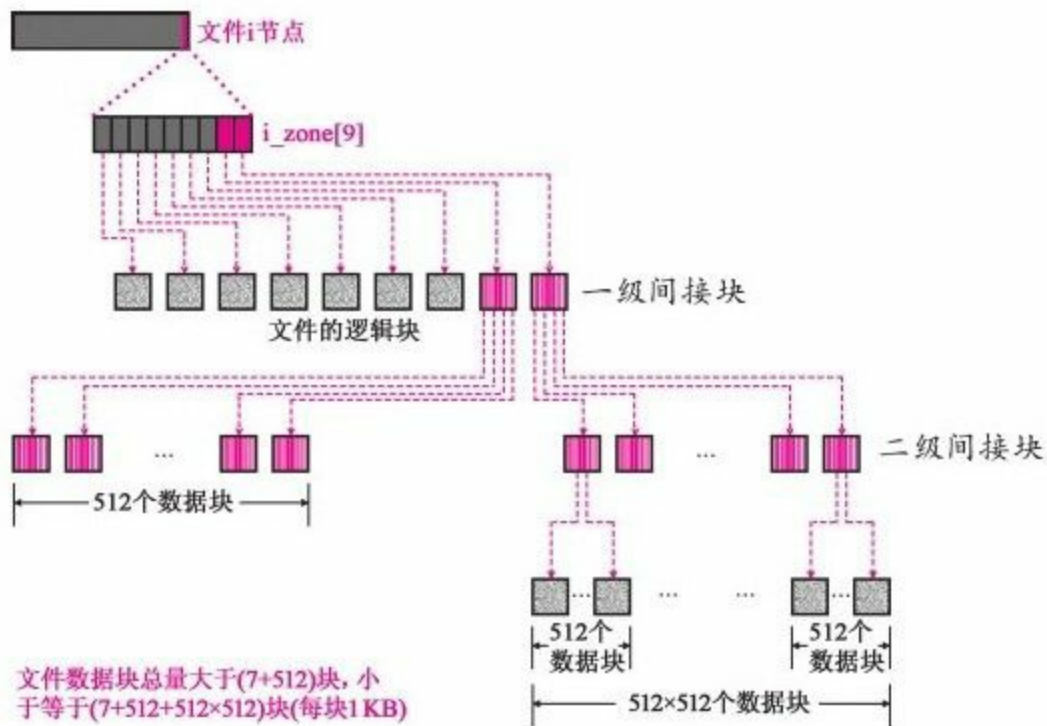 文件i节点
i_zone[9]
一级间接块
文件的逻辑块
...
...
二级间接块
512个数据块
...
...
...
...
512个
数据块
512个
数据块
512×512个数据块
文件数据块总量大于(7+512)块, 小
于等于(7+512+512×512)块(每块1 KB)